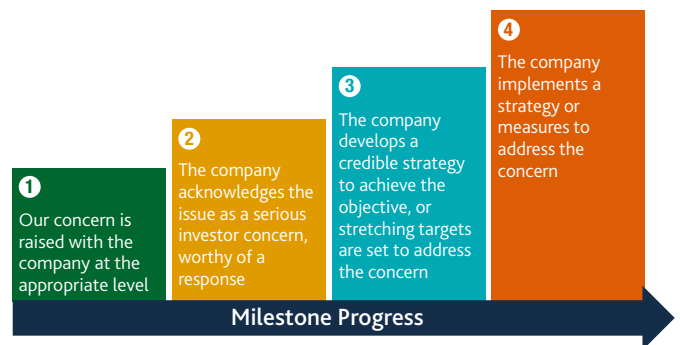 1
Our concern is
raised with the
company at the
appropriate level
2
The company
acknowledges the
issue as a serious
investor concern,
worthy of a
response
3
The company
develops a
credible strategy
to achieve the
objective, or
stretching targets
are set to address
the concern
4
The company
implements a
strategy or
measures to
address the
concern
Milestone Progress